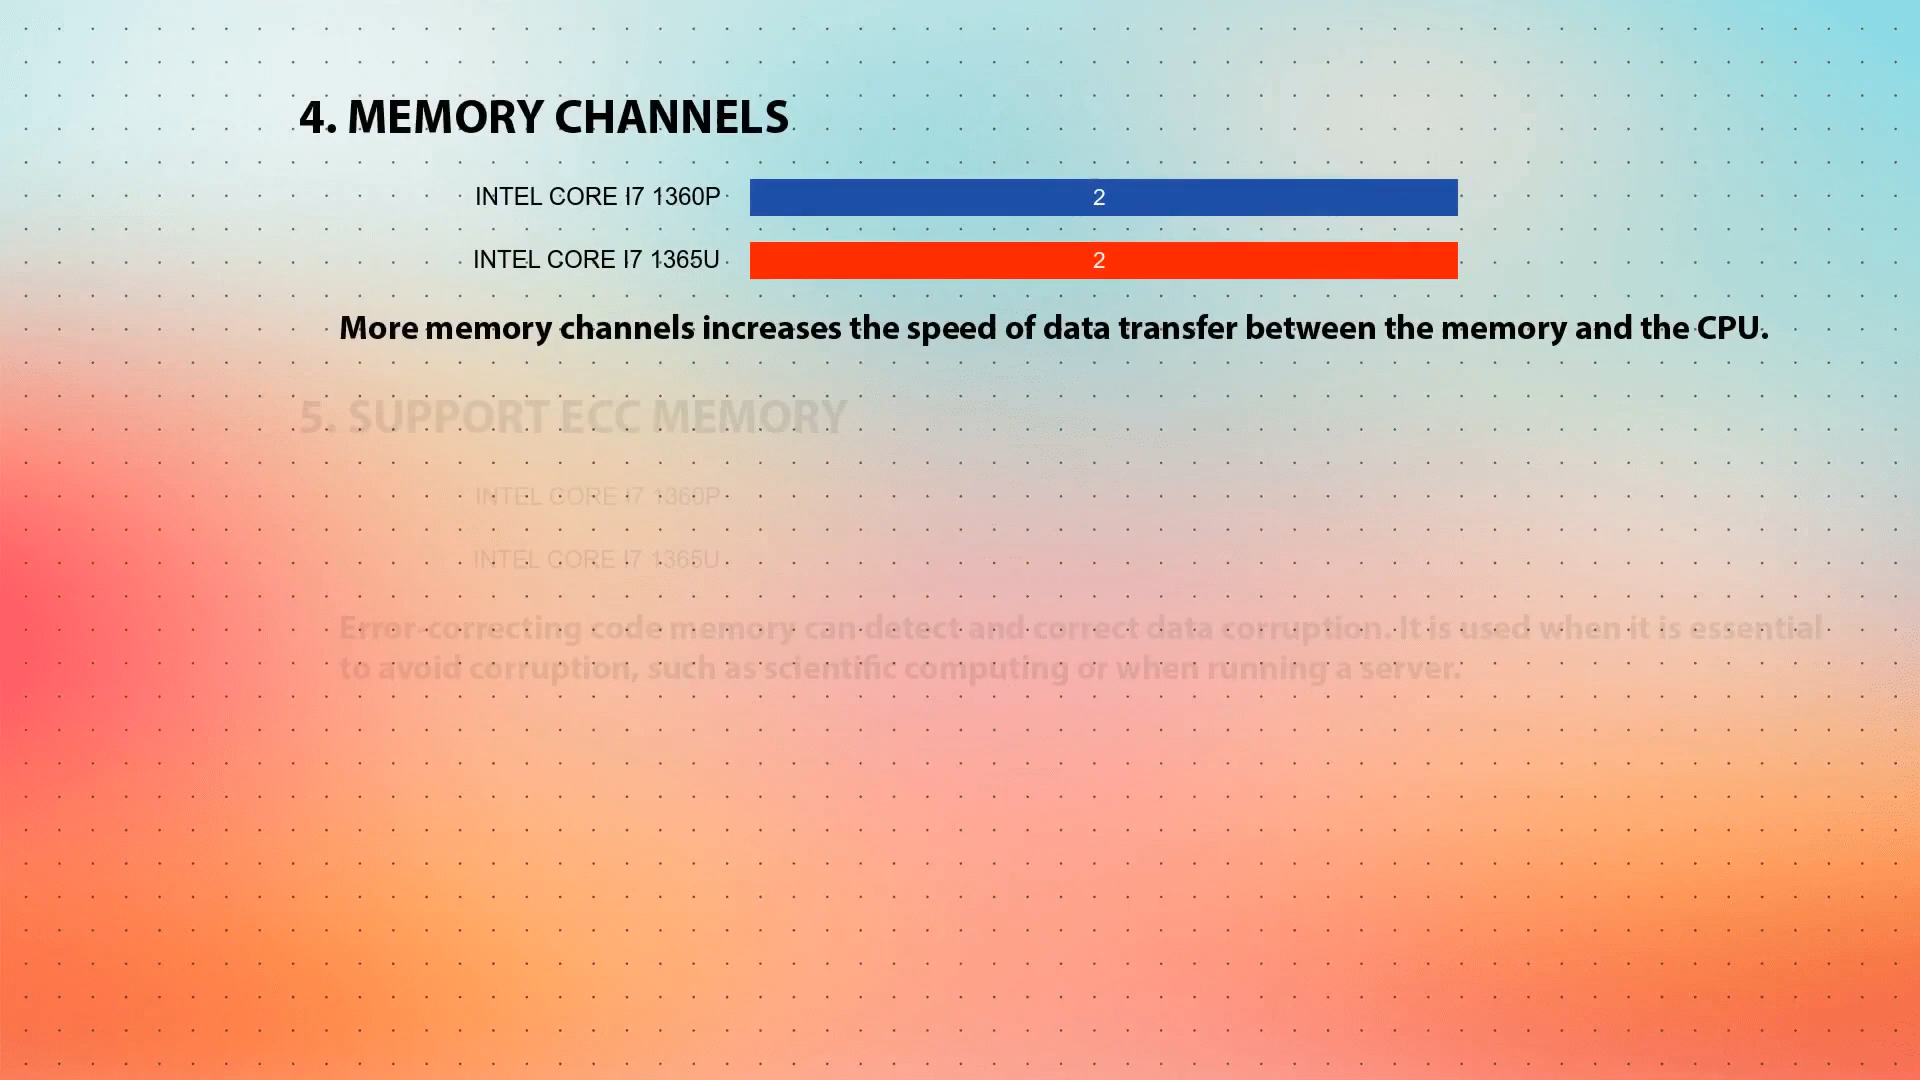 4. MEMORY CHANNELS
INTEL CORE I7 1360P 2
INTEL CORE I7 1365U 2
More memory channels increases the speed of data transfer between the memory and the CPU.
5. SUPPORT ECC MEMORY
INTEL CORE I7 1360P
INTEL CORE I7 1365U
Error-correcting code memory can detect and correct data corruption. It is used when it is essential
to avoid corruption, such as scientific computing or when running a server.